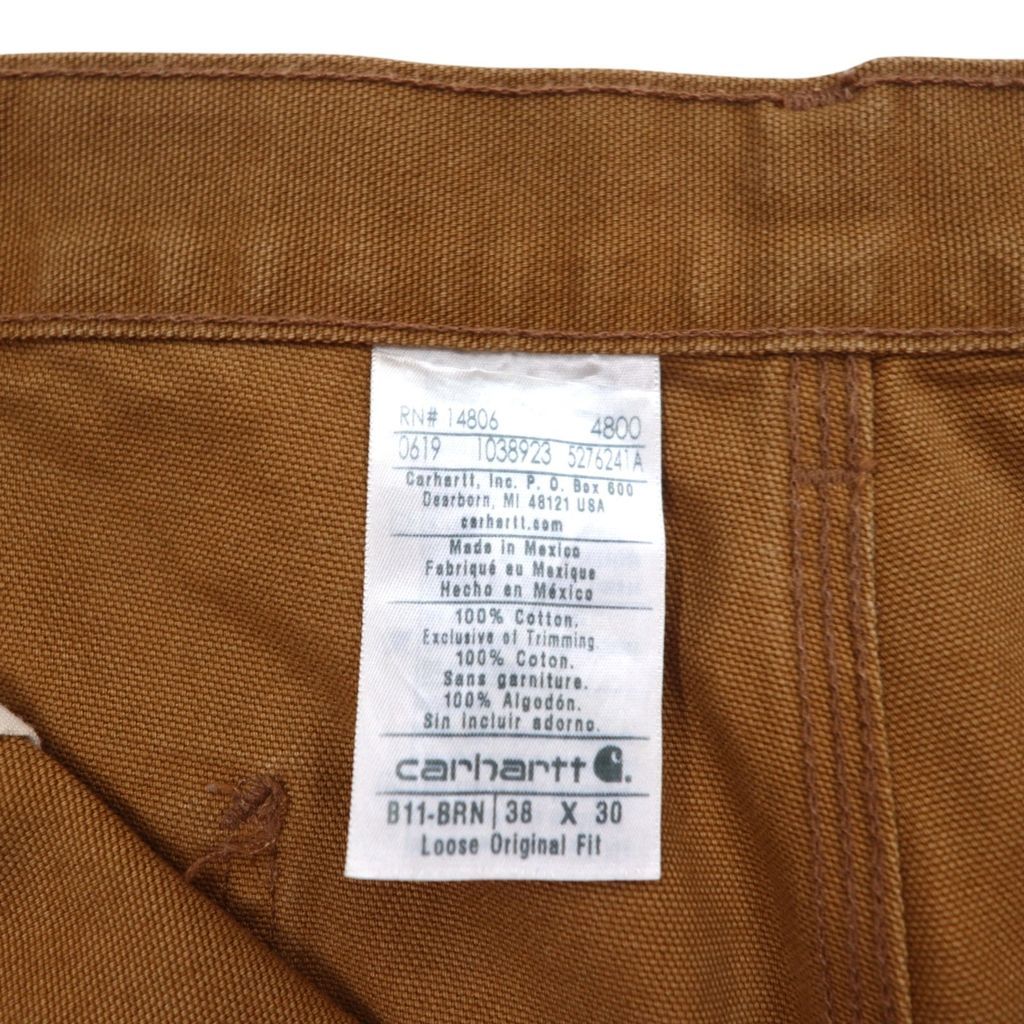 RN# 14806 4800
0619 1038923 5276241A
Carhartt, Inc. P. O. Box 600
Dearborn, MI 48121 USA
carhartt.com
Made in Mexico
Fabriqué au Mexique
Hecho en México
100% Cotton.
Exclusive of Trimming.
100% Coton.
Sans garniture.
100% Algodón.
Sin incluir adorno.
carhartt
B11-BRN 38 X 30
Loose Original Fit